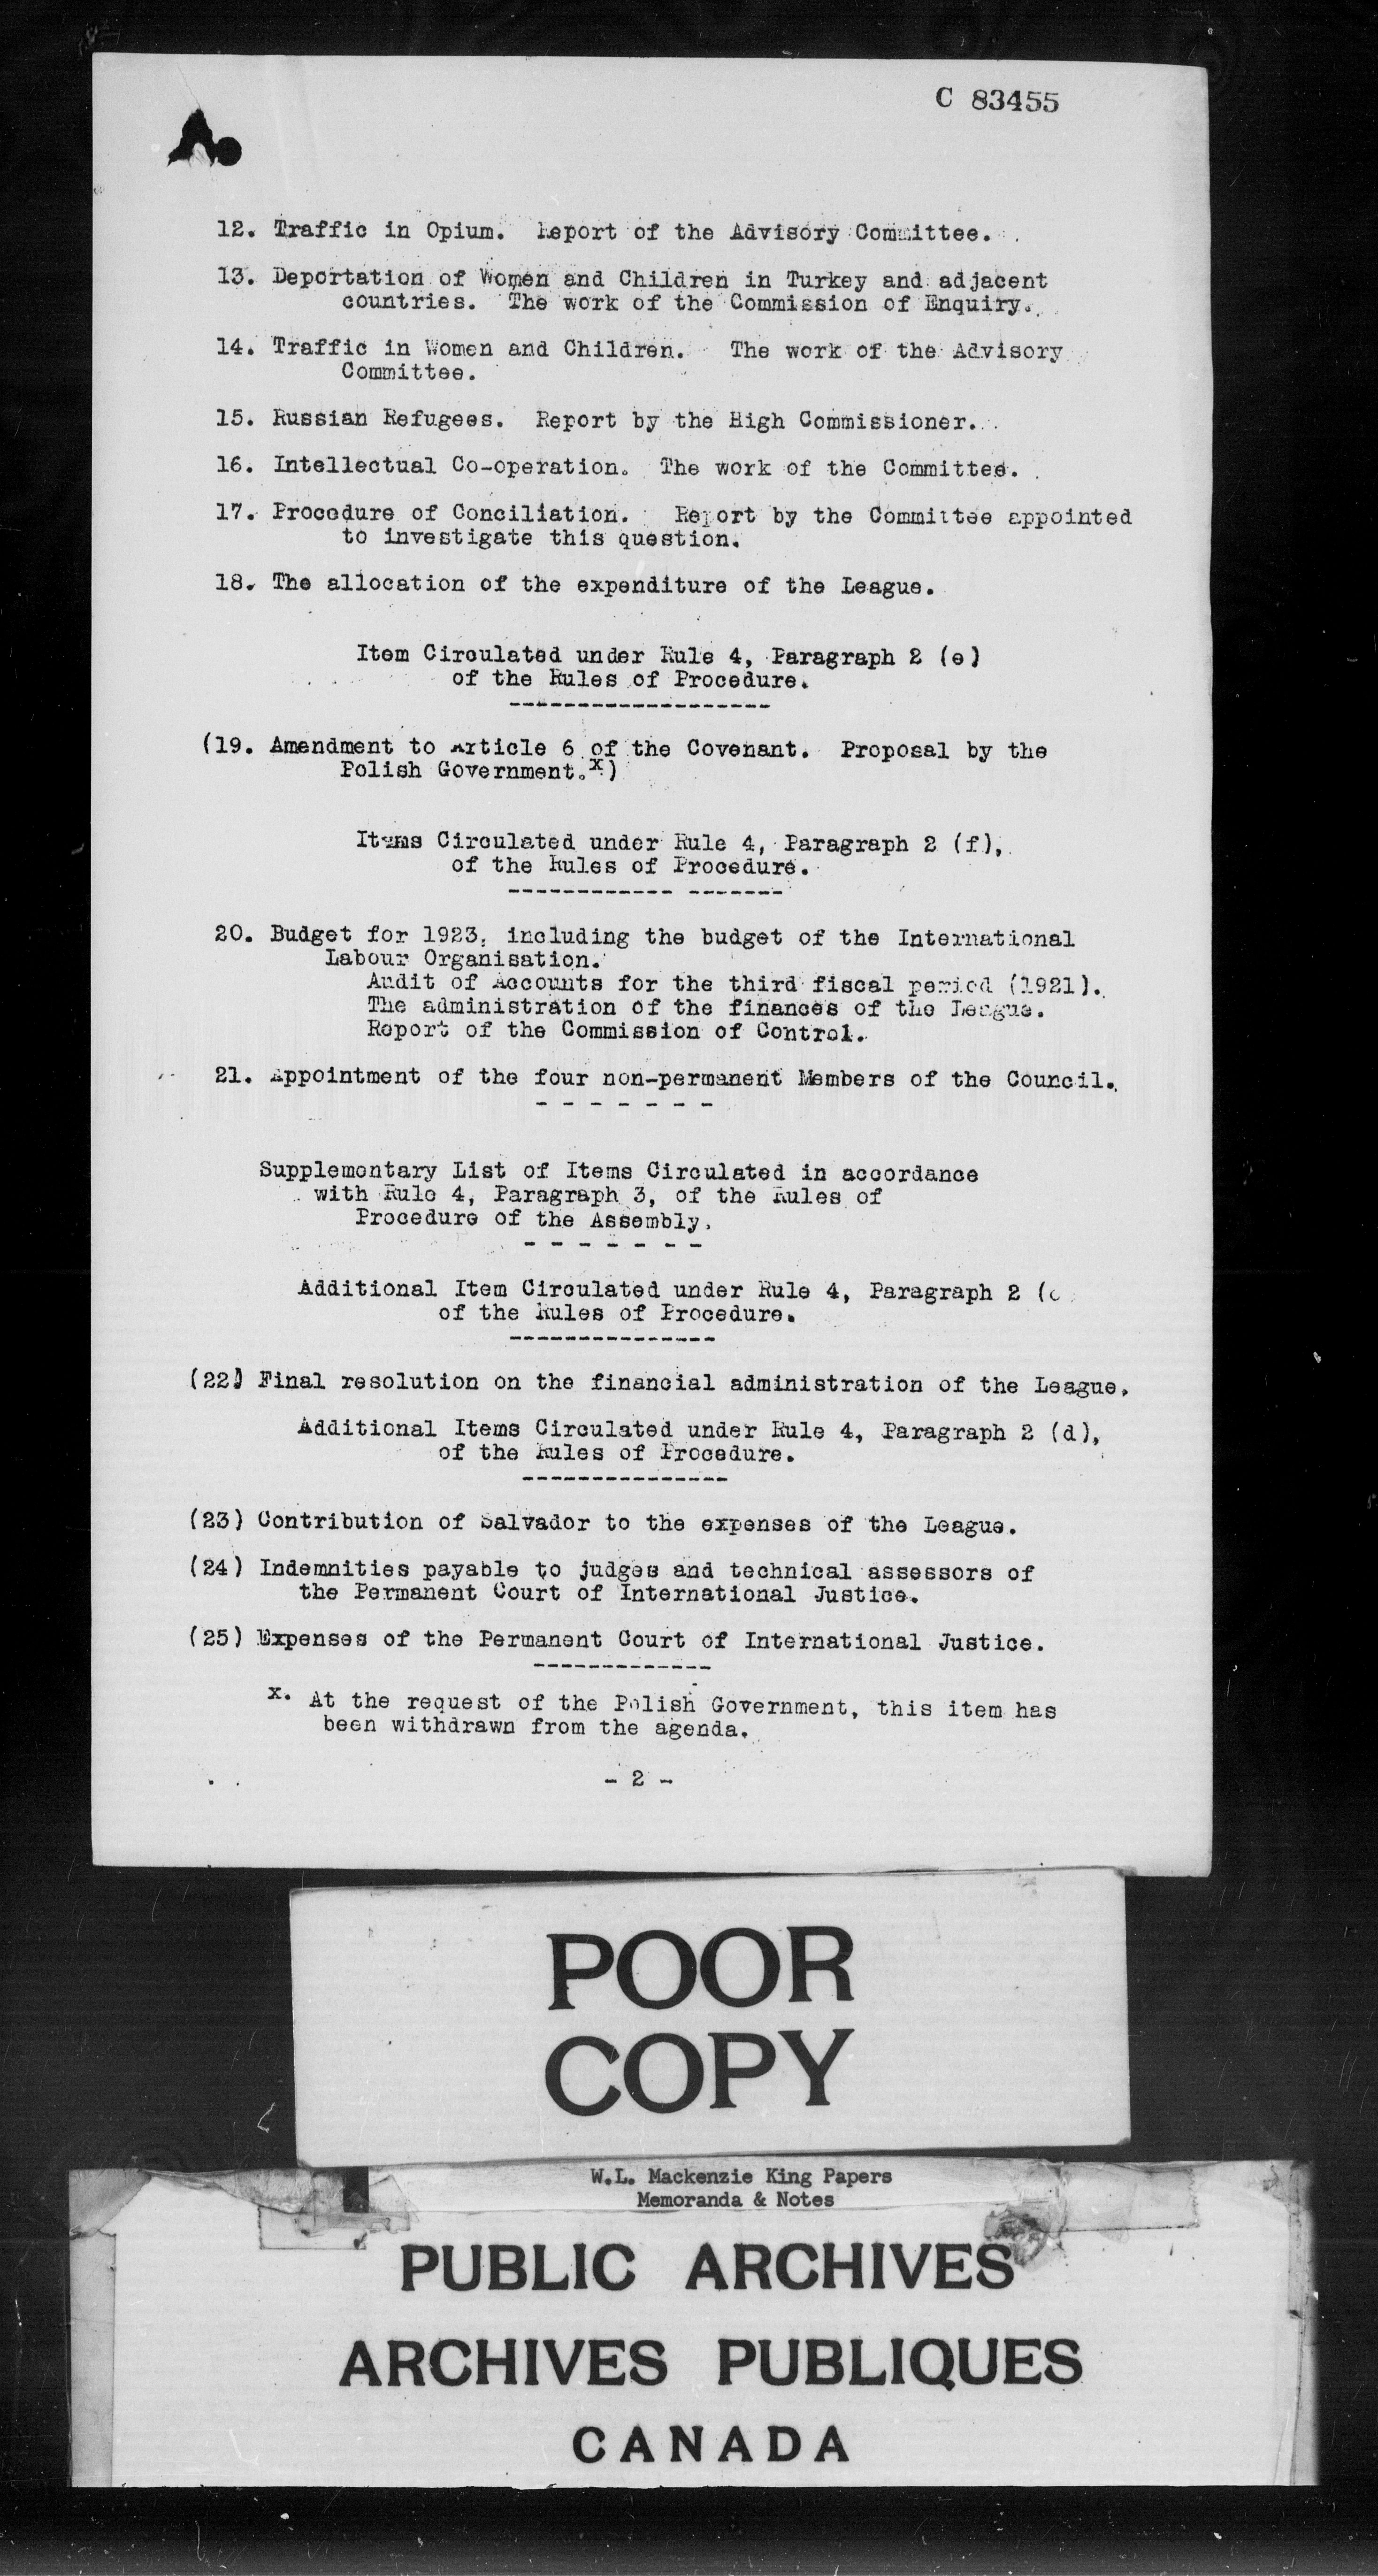 C 83455
12. Traffic in Opium. Report of the Advisory Committee.
13. Deportation of Women and Children in Turkey and adjacent
countries. The work of the Commission of Enquiry.
14. Traffic in Women and Children. The work of the Advisory
Committee.
15. Russian Refugees. Report by the High Commissioner.
16. Intellectual Co-operation. The work of the Committee.
17. Procedure of Conciliation. Report by the Committee appointed
to investigate this question.
18. The allocation of the expenditure of the League.
Item Circulated under Rule 4, Paragraph 2 (e)
of the Rules of Procedure.
(19. Amendment to Article 6 of the Covenant. Proposal by the
Polish Government.x)
Items Circulated under Rule 4, Paragraph 2 (f),
of the Rules of Procedure.
20. Budget for 1923, including the budget of the International
Labour Organisation.
Audit of Accounts for the third fiscal period (1921).
The administration of the finances of the League.
Report of the Commission of Control.
21. Appointment of the four non-permanent Members of the Council.
Supplementary List of Items Circulated in accordance
with Rule 4, Paragraph 3, of the Rules of
Procedure of the Assembly.
Additional Item Circulated under Rule 4, Paragraph 2 (c
of the Rules of Procedure.
(22) Final resolution on the financial administration of the League.
Additional Items Circulated under Rule 4, Paragraph 2 (d),
of the Rules of Procedure.
(23) Contribution of Salvador to the expenses of the League.
(24) Indemnities payable to judges and technical assessors of
the Permanent Court of International Justice.
(25) Expenses of the Permanent Court of International Justice.
x. At the request of the Polish Government, this item has
been withdrawn from the agenda.
- 2 -
POOR
COPY
W.L. Mackenzie King Papers
Memoranda & Notes
PUBLIC ARCHIVES
ARCHIVES PUBLIQUES
CANADA